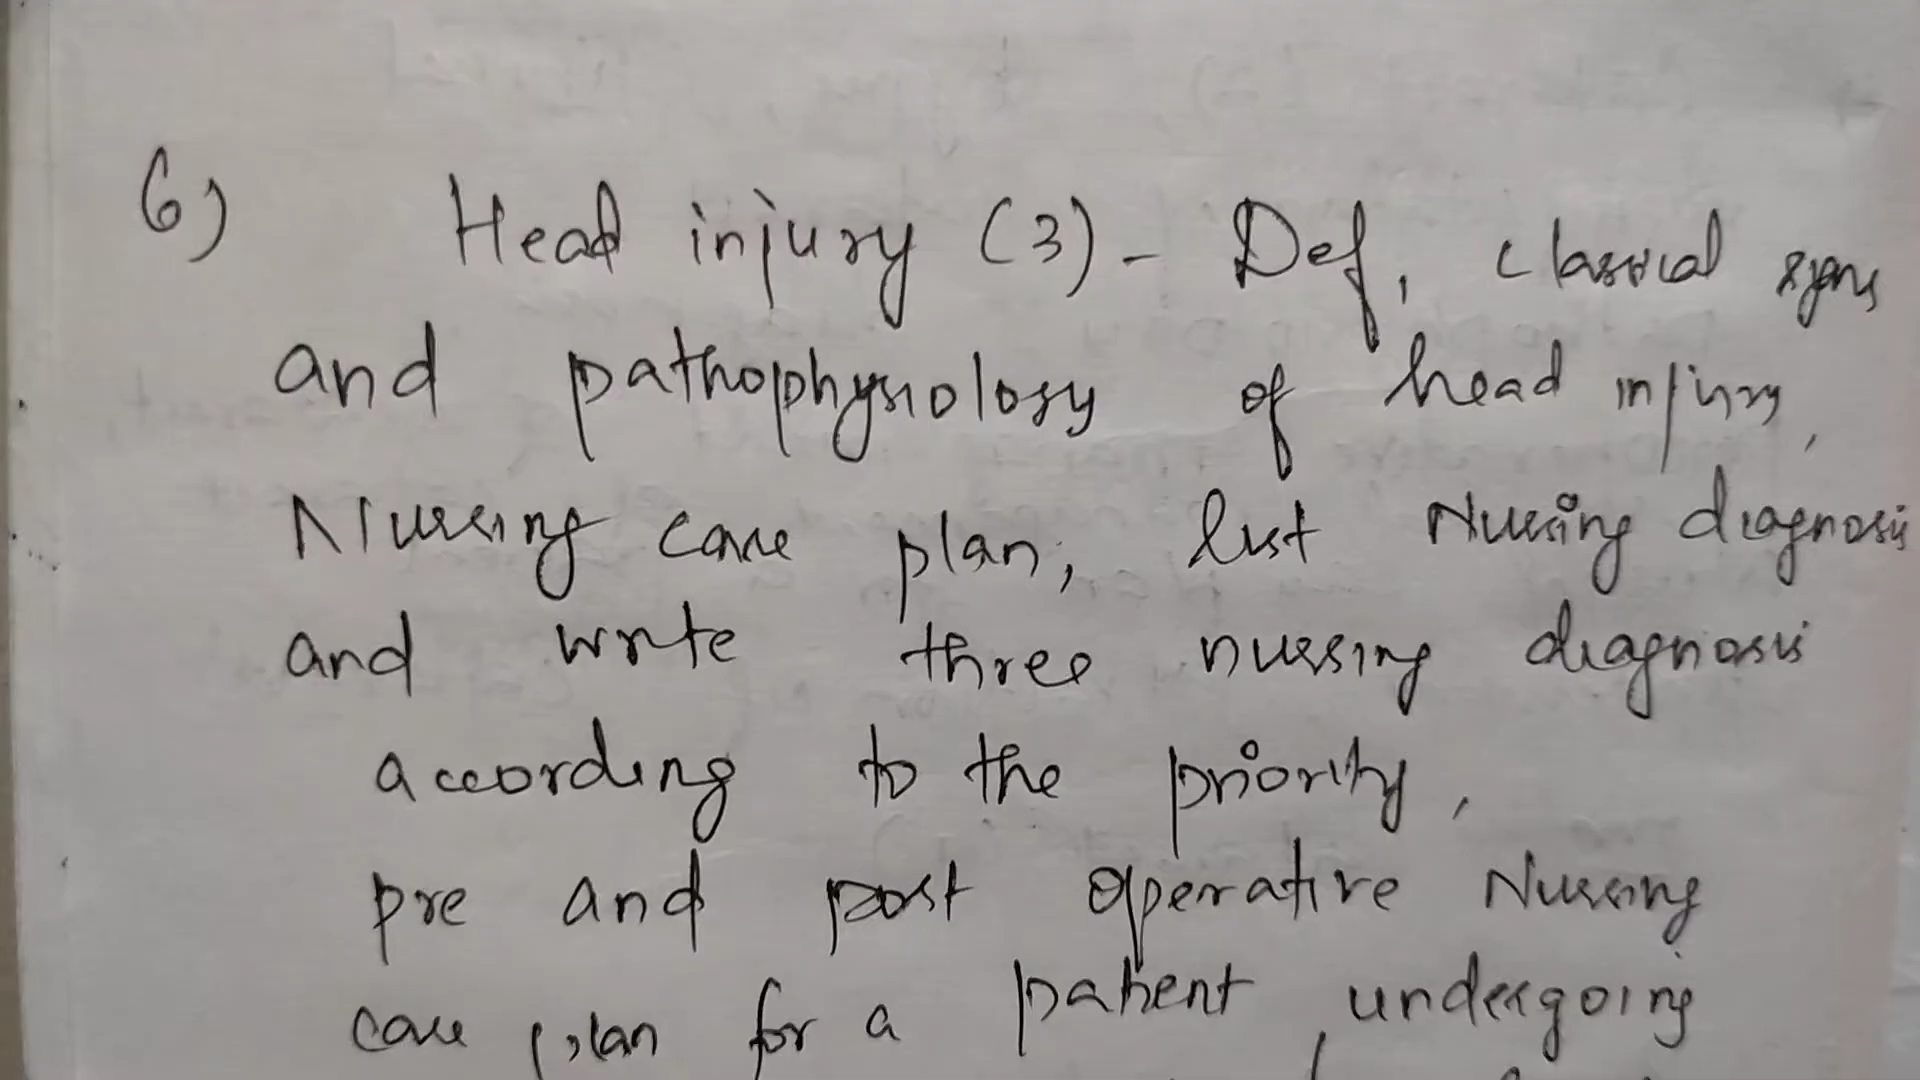 6) Head injury (3) - Def, classical signs
and pathophysiology of head injury,
Nursing care plan, list Nursing diagnosis
and write three nursing diagnosis
according to the priority,
pre and post operative Nursing
care plan for a patient undergoing